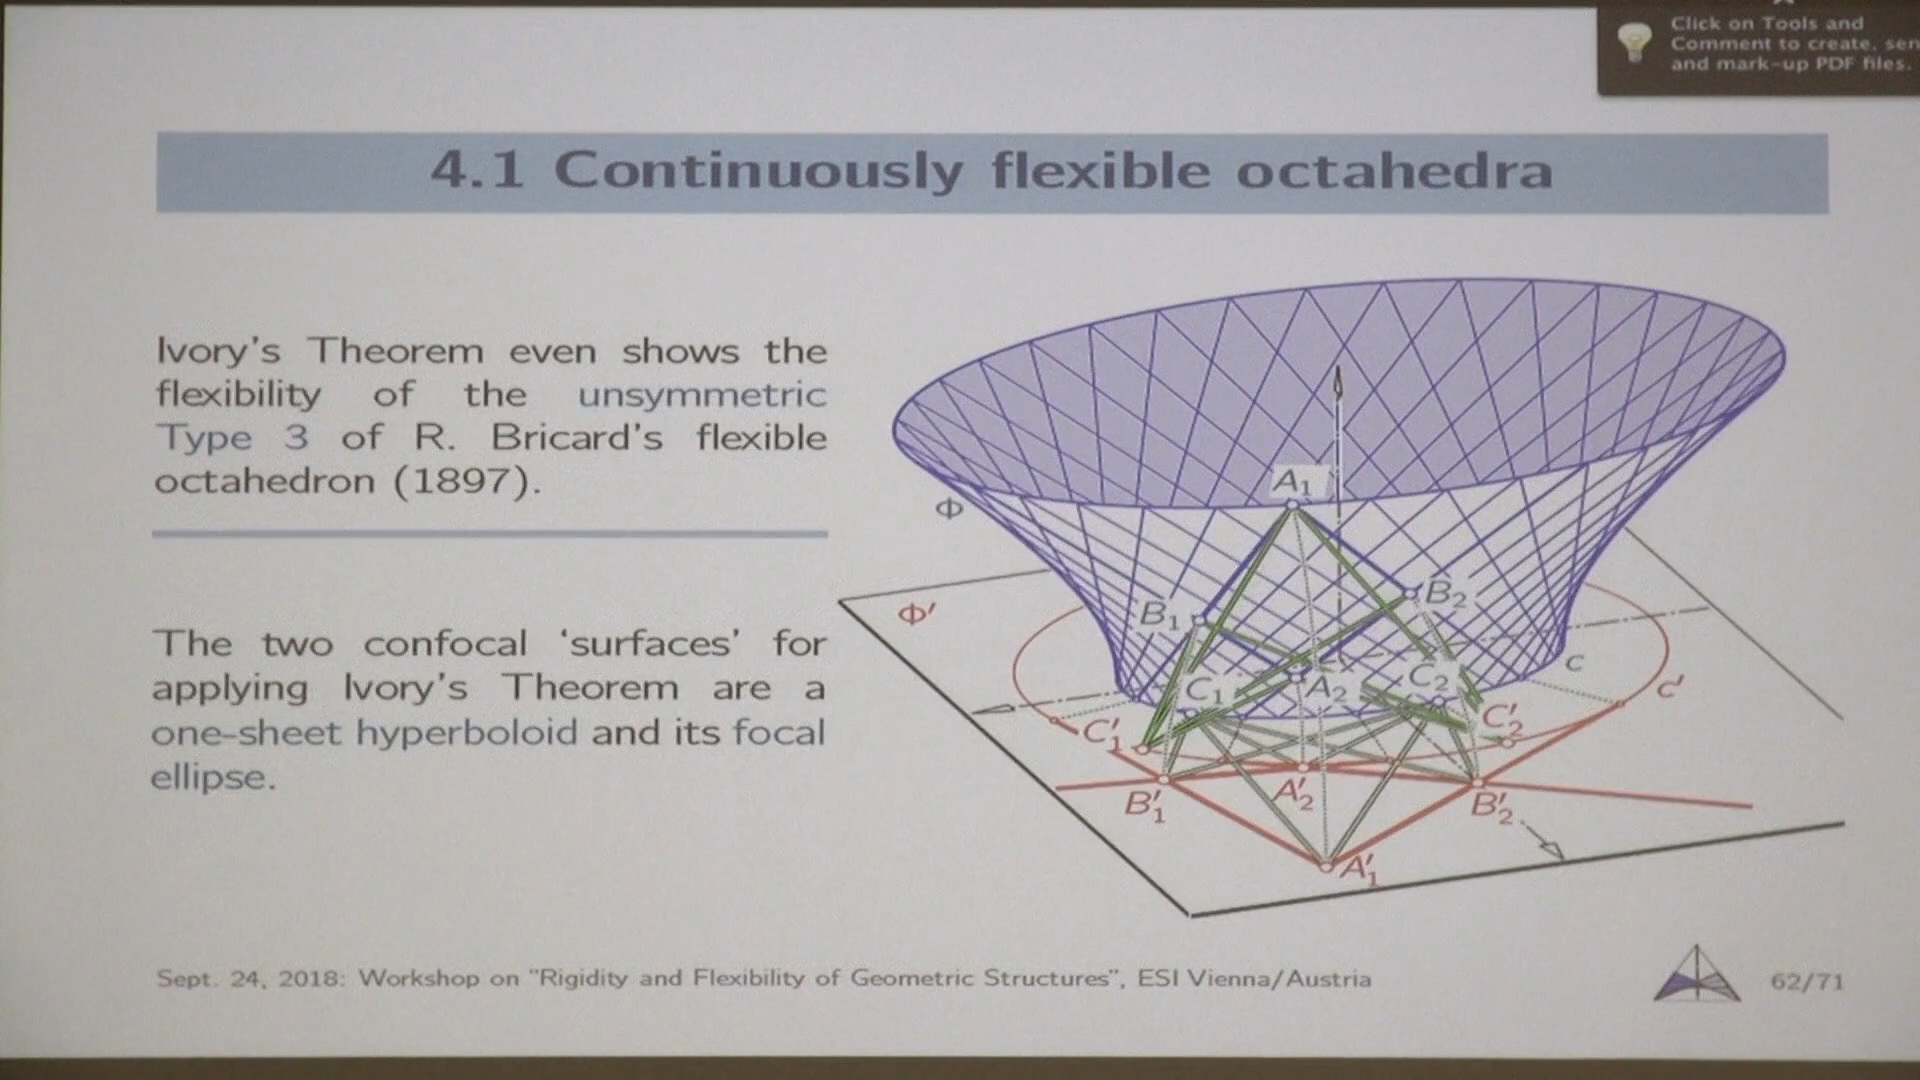 Click on Tools and
Comment to create, sen
and mark-up PDF files.
4.1 Continuously flexible octahedra
Ivory's Theorem even shows the
flexibility of the unsymmetric
Type 3 of R. Bricard's flexible
octahedron (1897).
The two confocal ‘surfaces’ for
applying Ivory's Theorem are a
one-sheet hyperboloid and its focal
ellipse.
A₁
Φ
B₂
B₁
Φ′
c
C₂
C₁
A₂
c′
C′₂
C′₁
A′₂
B′₁
B′₂
A′₁
Sept. 24, 2018: Workshop on “Rigidity and Flexibility of Geometric Structures”, ESI Vienna/Austria
62/71